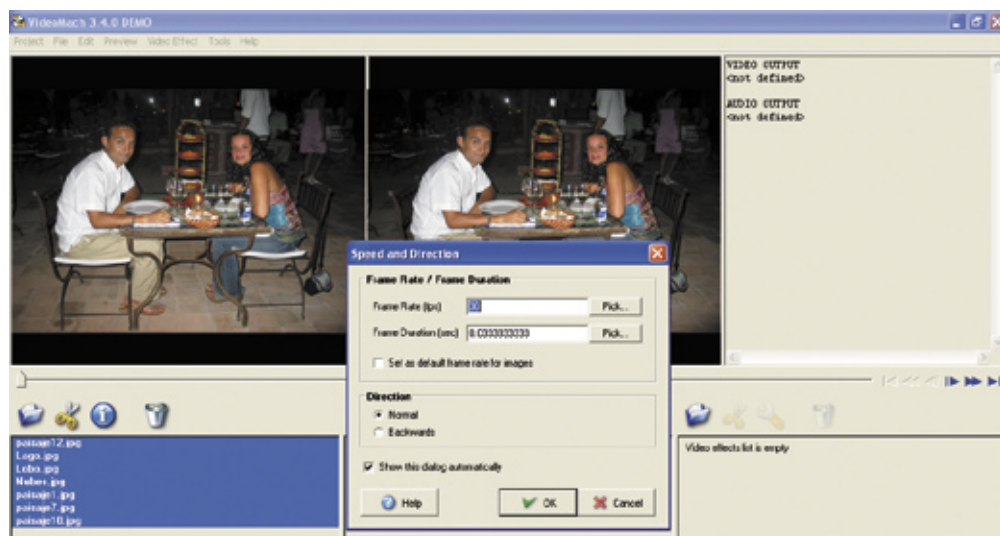 VideoMach 3.4.0 DEMO
Project File Edit Preview Video Effect Tools Help
VIDEO OUTPUT
<not defined>
AUDIO OUTPUT
<not defined>
Speed and Direction
Frame Rate / Frame Duration
Frame Rate (fps) 30 Pick...
Frame Duration (sec) 0.0333333333 Pick...
Set as default frame rate for images
Direction
Normal
Backwards
Show this dialog automatically
Help OK Cancel
paisaje12.jpg
Logo.jpg
Lobo.jpg
Nubes.jpg
paisaje1.jpg
paisaje7.jpg
paisaje10.jpg
Video effects list is empty